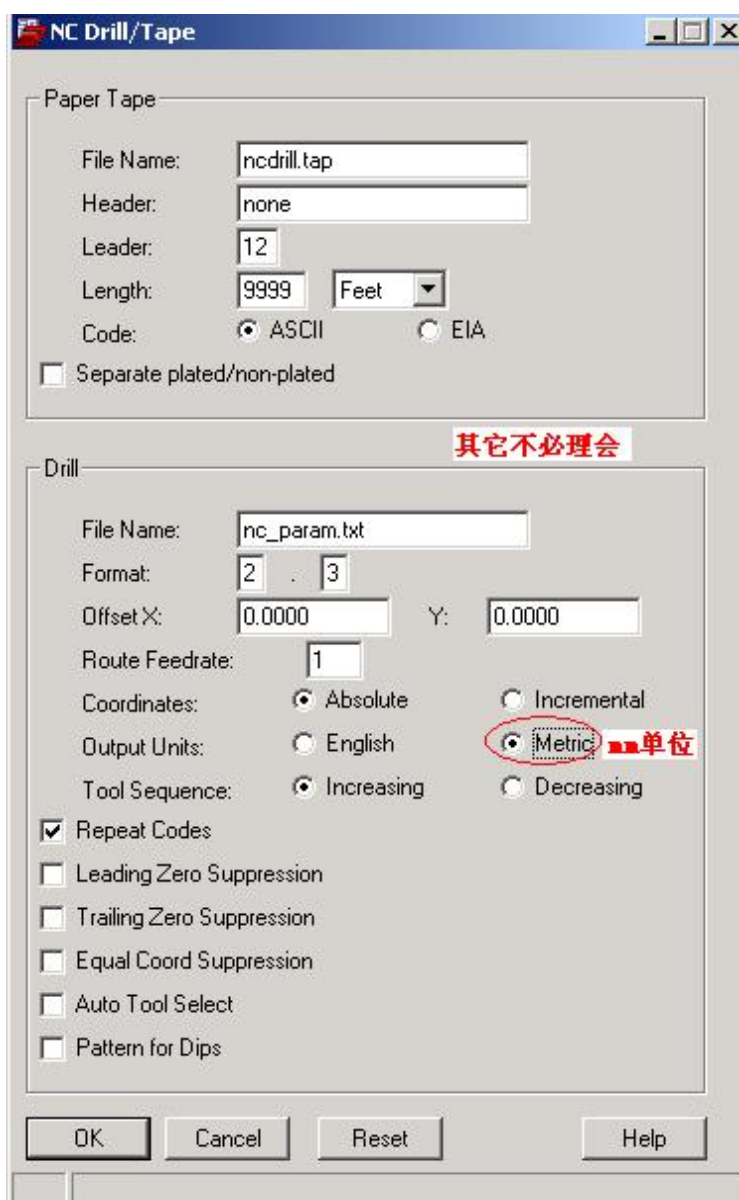 NC Drill/Tape
Paper Tape
File Name: ncdrill.tap
Header: none
Leader: 12
Length: 9999 Feet
Code: ASCII EIA
Separate plated/non-plated
其它不必理会
Drill
File Name: nc_param.txt
Format: 2 . 3
Offset X: 0.0000 Y: 0.0000
Route Feedrate: 1
Coordinates: Absolute Incremental
Output Units: English Metric mm单位
Tool Sequence: Increasing Decreasing
Repeat Codes
Leading Zero Suppression
Trailing Zero Suppression
Equal Coord Suppression
Auto Tool Select
Pattern for Dips
OK Cancel Reset Help